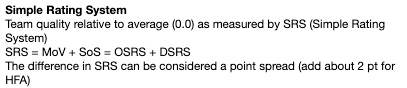 Simple Rating System
Team quality relative to average (0.0) as measured by SRS (Simple Rating
System)
SRS = MoV + SoS = OSRS + DSRS
The difference in SRS can be considered a point spread (add about 2 pt for
HFA)